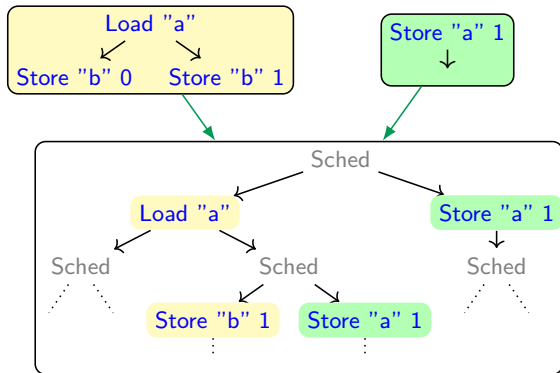 Load "a"
Store "b" 0 Store "b" 1
Store "a" 1
Sched
Load "a" Store "a" 1
Sched Sched Sched
Store "b" 1 Store "a" 1